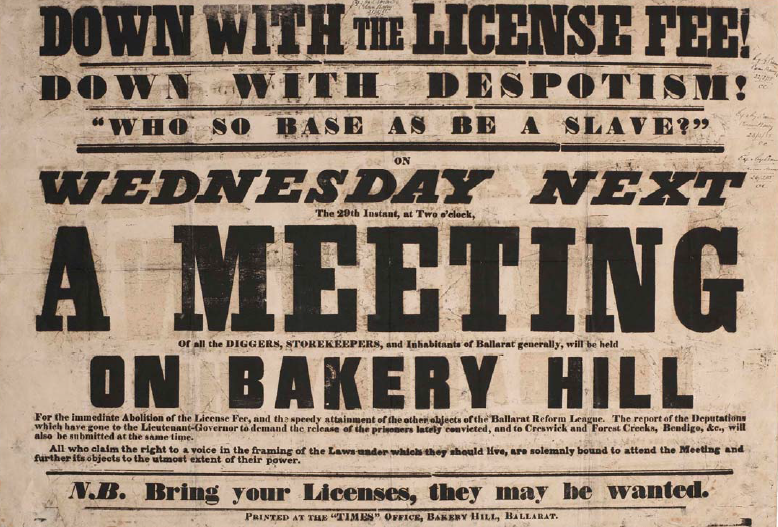 DOWN WITH THE LICENSE FEE!
DOWN WITH DESPOTISM!
"WHO SO BASE AS BE A SLAVE?"
ON
WEDNESDAY NEXT
The 29th Instant, at Two o'clock,
A MEETING
Of all the DIGGERS, STOREKEEPERS, and Inhabitants of Ballarat generally, will be held
ON BAKERY HILL
For the immediate Abolition of the License Fee, and the speedy attainment of the other objects of the Ballarat Reform League. The report of the Deputations
which have gone to the Lieutenant-Governor to demand the release of the prisoners lately convicted, and to Creswick and Forest Creeks, Bendigo, &c., will
also be submitted at the same time.
All who claim the right to a voice in the framing of the Laws under which they should live, are solemnly bound to attend the Meeting and
further its objects to the utmost extent of their power.
N.B. Bring your Licenses, they may be wanted.
PRINTED AT THE "TIMES" OFFICE, BAKERY HILL, BALLARAT.